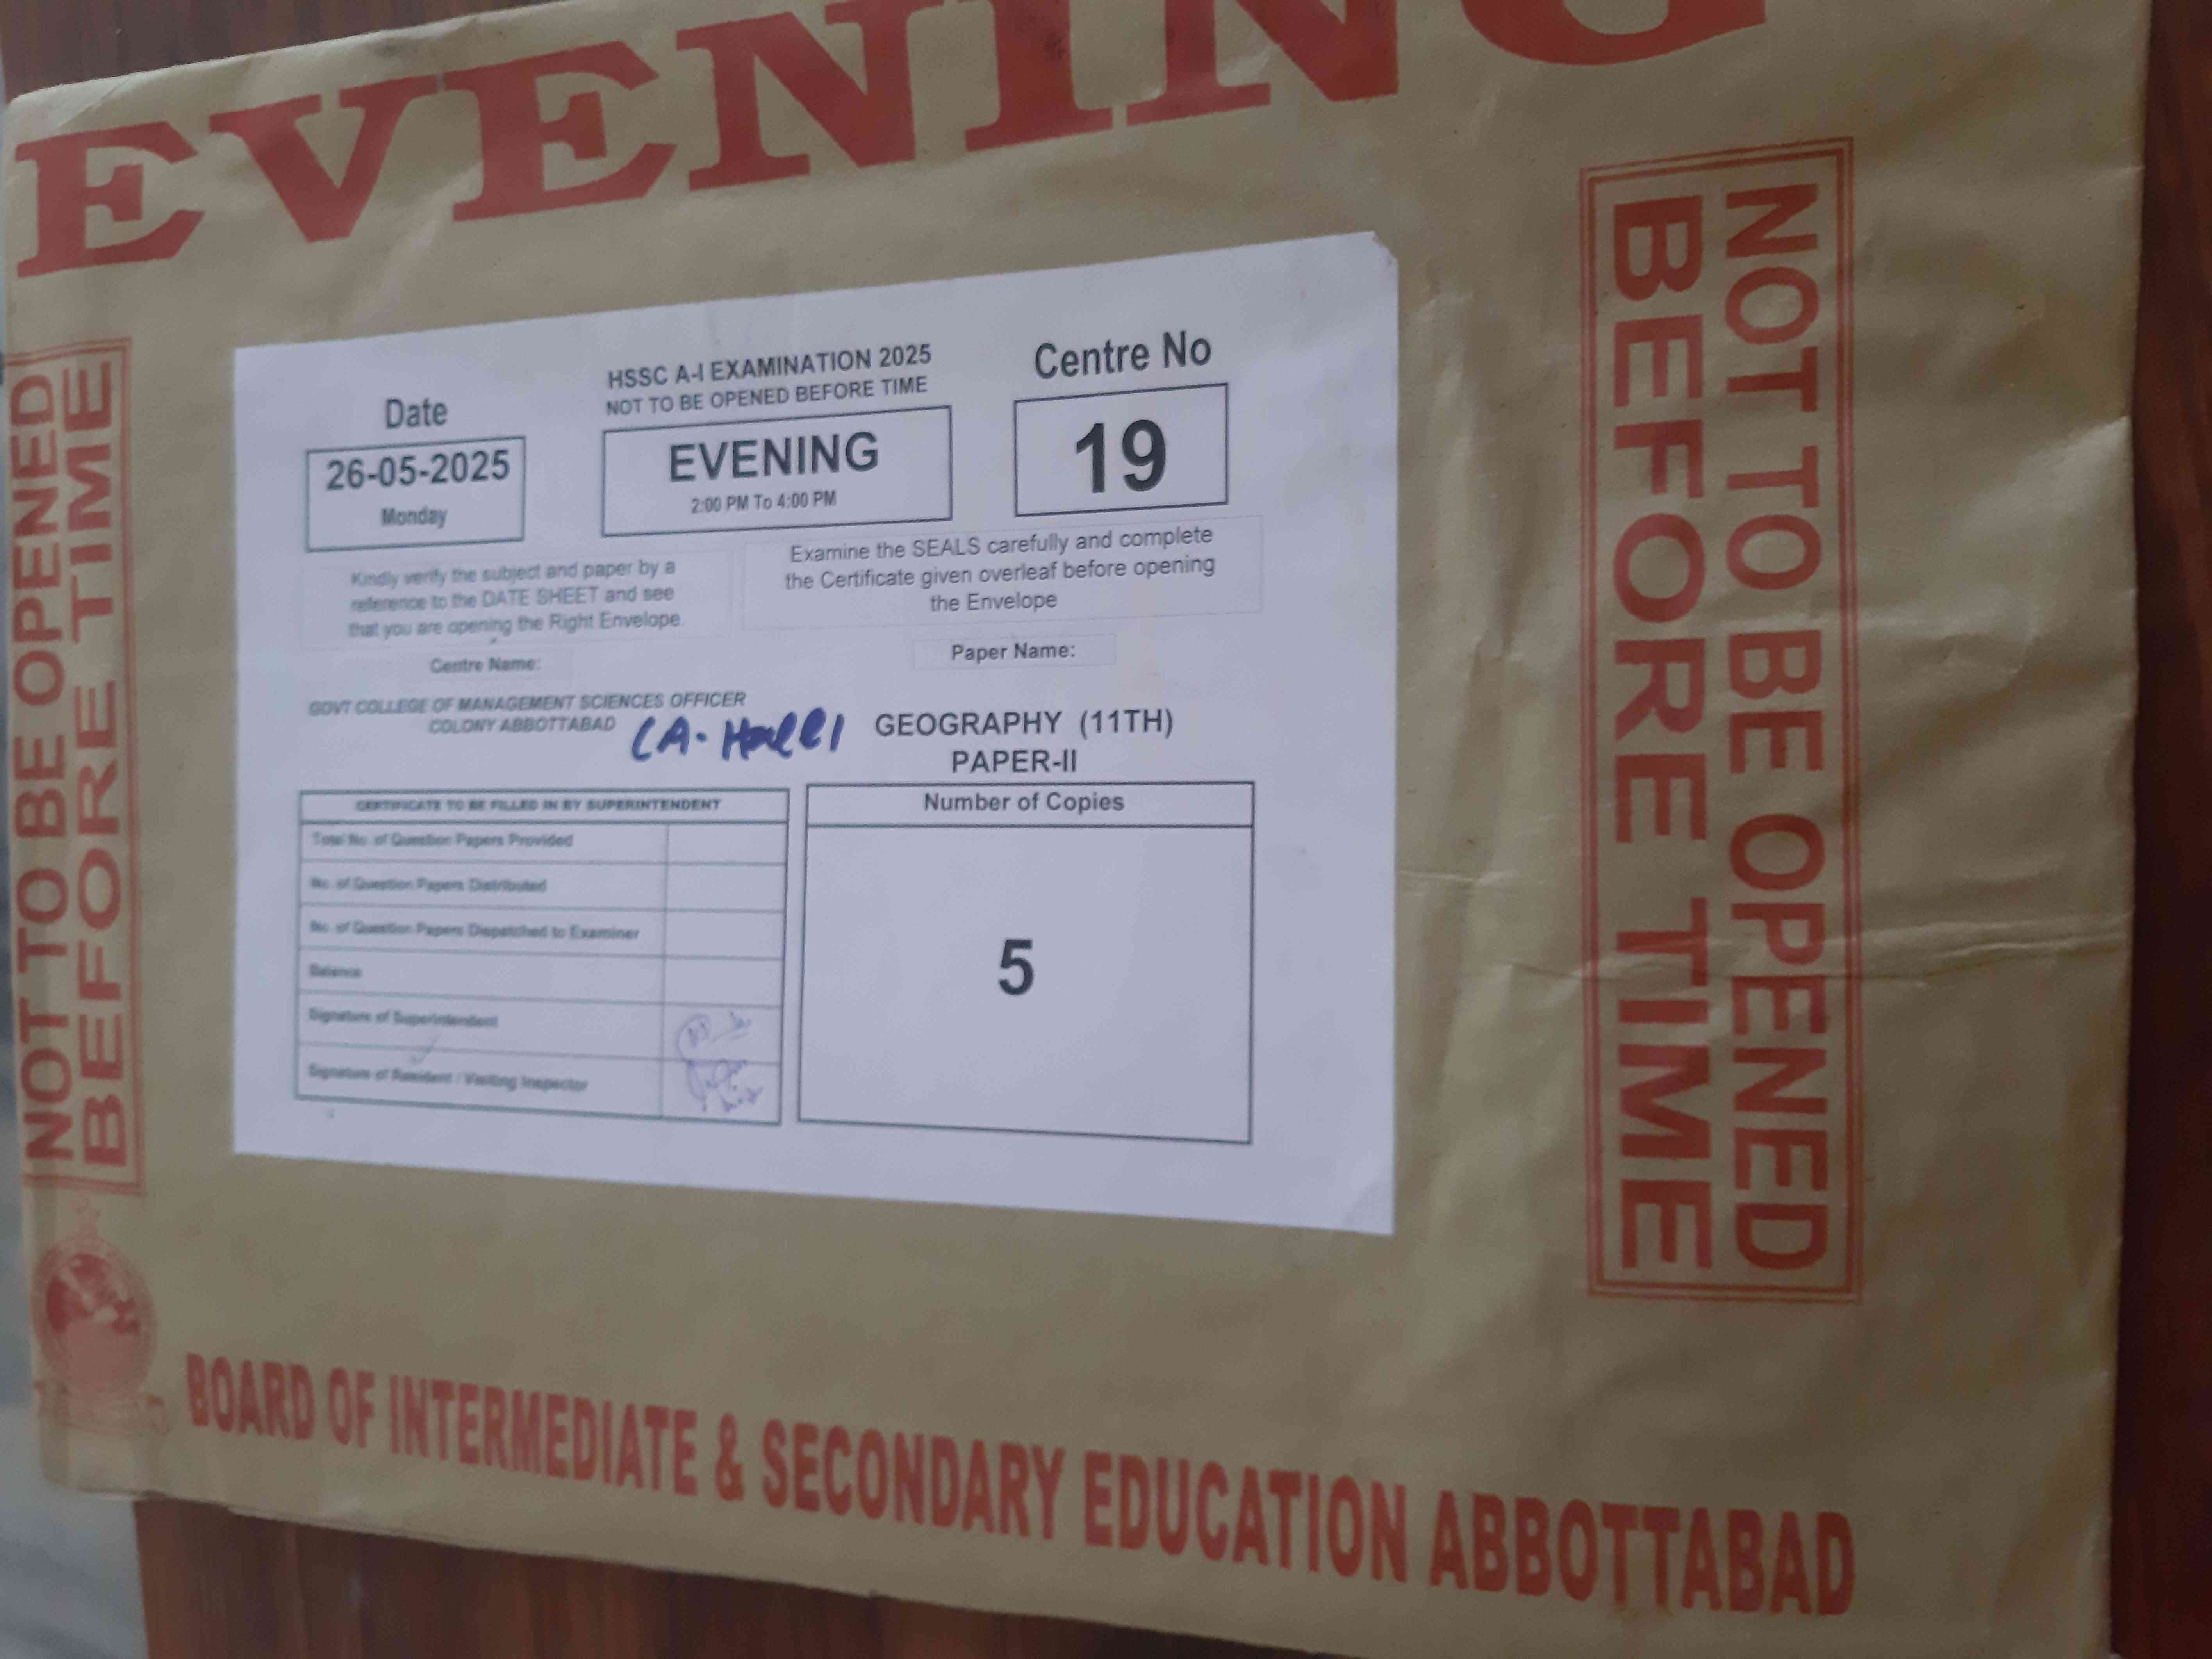 EVENING
NOT TO BE OPENED
BEFORE TIME
HSSC A-I EXAMINATION 2025
NOT TO BE OPENED BEFORE TIME
Date
26-05-2025
Monday
EVENING
2:00 PM To 4:00 PM
Centre No
19
Kindly verify the subject and paper by a
reference to the DATE SHEET and see
that you are opening the Right Envelope.
Examine the SEALS carefully and complete
the Certificate given overleaf before opening
the Envelope
Centre Name:
GOVT COLLEGE OF MANAGEMENT SCIENCES OFFICER
COLONY ABBOTTABAD
Paper Name:
GEOGRAPHY (11TH)
PAPER-II
CERTIFICATE TO BE FILLED IN BY SUPERINTENDENT
Total No. of Question Papers Provided
No. of Question Papers Distributed
No. of Question Papers Dispatched to Examiner
Balance
Signature of Superintendent
Signature of Resident / Visiting Inspector
Number of Copies
5
NOT TO BE OPENED
BEFORE TIME
BOARD OF INTERMEDIATE & SECONDARY EDUCATION ABBOTTABAD